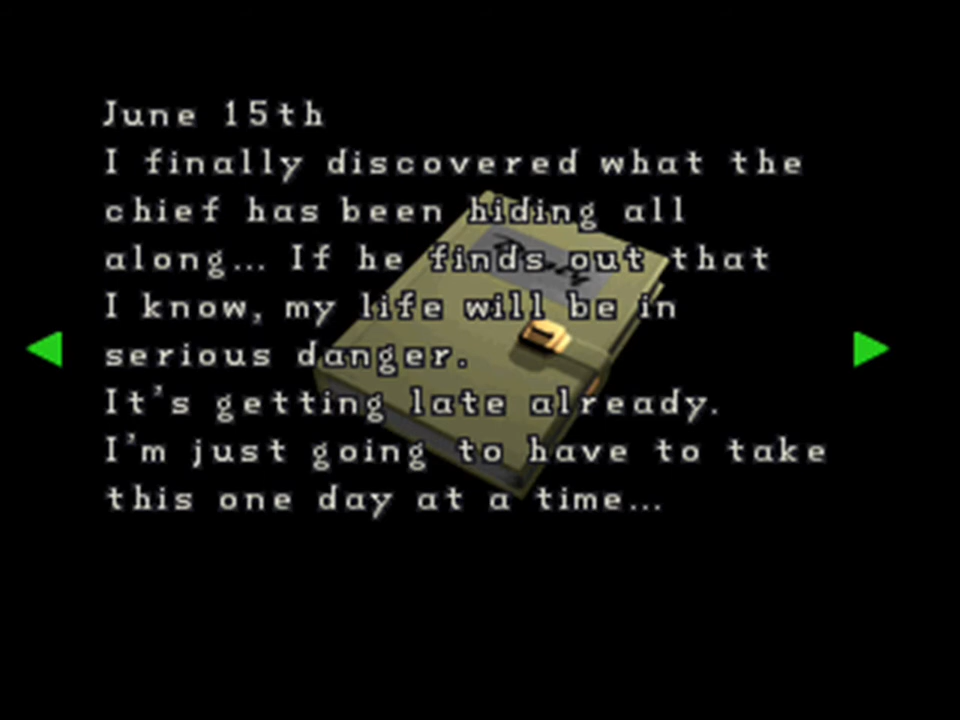 June 15th
I finally discovered what the
chief has been hiding all
along... If he finds out that
I know, my life will be in
serious danger.
It's getting late already.
I'm just going to have to take
this one day at a time...